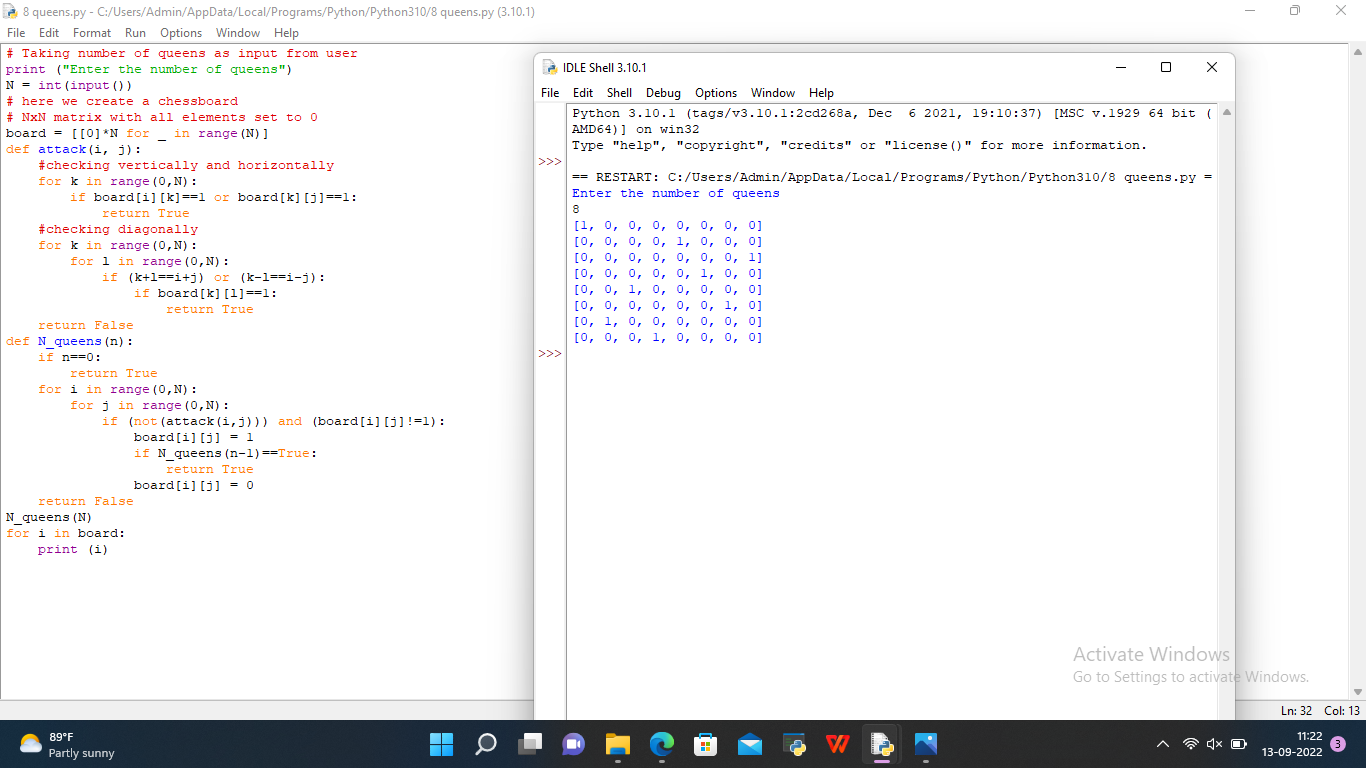 8 queens.py - C:/Users/Admin/AppData/Local/Programs/Python/Python310/8 queens.py (3.10.1)
File Edit Format Run Options Window Help
# Taking number of queens as input from user
print ("Enter the number of queens")
N = int(input())
# here we create a chessboard
# NxN matrix with all elements set to 0
board = [[0]*N for _ in range(N)]
def attack(i, j):
    #checking vertically and horizontally
    for k in range(0,N):
        if board[i][k]==1 or board[k][j]==1:
            return True
    #checking diagonally
    for k in range(0,N):
        for l in range(0,N):
            if (k+l==i+j) or (k-l==i-j):
                if board[k][l]==1:
                    return True
    return False
def N_queens(n):
    if n==0:
        return True
    for i in range(0,N):
        for j in range(0,N):
            if (not(attack(i,j))) and (board[i][j]!=1):
                board[i][j] = 1
                if N_queens(n-1)==True:
                    return True
                board[i][j] = 0
    return False
N_queens(N)
for i in board:
    print (i)
IDLE Shell 3.10.1
File Edit Shell Debug Options Window Help
Python 3.10.1 (tags/v3.10.1:2cd268a, Dec  6 2021, 19:10:37) [MSC v.1929 64 bit (
AMD64)] on win32
Type "help", "copyright", "credits" or "license()" for more information.
>>>
== RESTART: C:/Users/Admin/AppData/Local/Programs/Python/Python310/8 queens.py =
Enter the number of queens
8
[1, 0, 0, 0, 0, 0, 0, 0]
[0, 0, 0, 0, 1, 0, 0, 0]
[0, 0, 0, 0, 0, 0, 0, 1]
[0, 0, 0, 0, 0, 1, 0, 0]
[0, 0, 1, 0, 0, 0, 0, 0]
[0, 0, 0, 0, 0, 0, 1, 0]
[0, 1, 0, 0, 0, 0, 0, 0]
[0, 0, 0, 1, 0, 0, 0, 0]
>>>
Activate Windows
Go to Settings to activate Windows.
Ln: 32 Col: 13
89°F
Partly sunny
11:22
13-09-2022
3